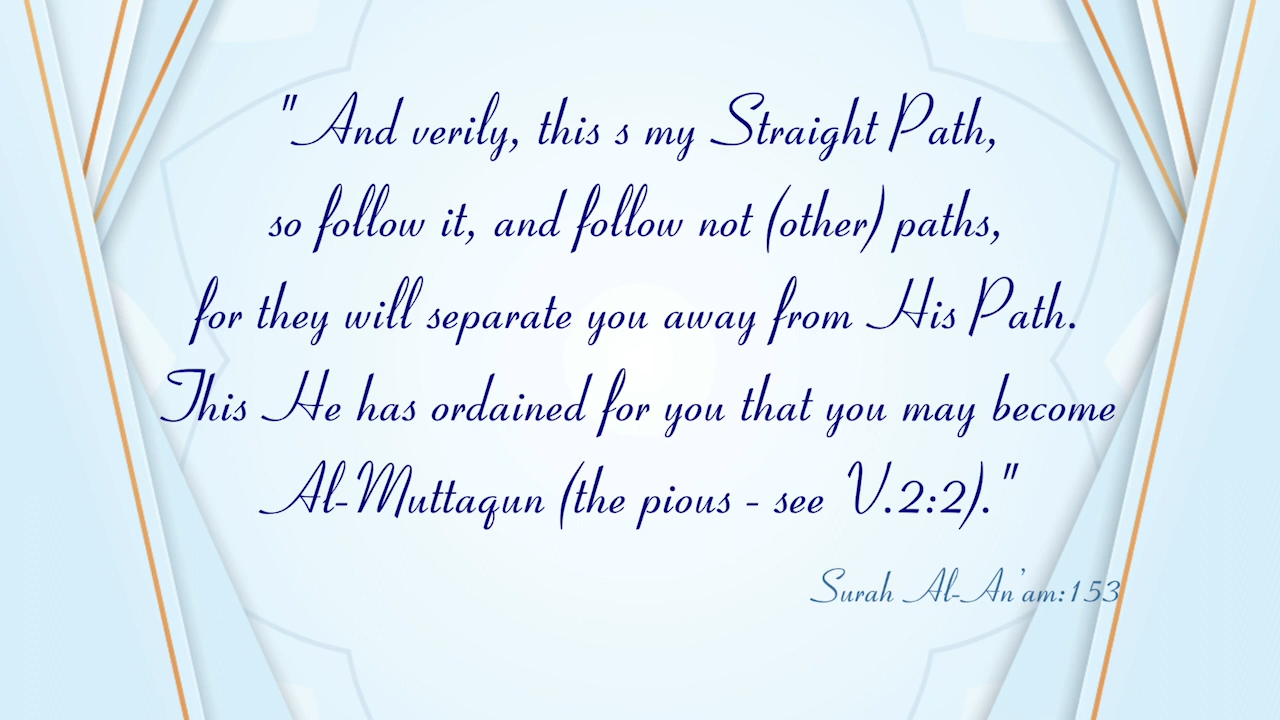 "And verily, this s my Straight Path,
so follow it, and follow not (other) paths,
for they will separate you away from His Path.
This He has ordained for you that you may become
Al-Muttaqun (the pious - see V.2:2)."
Surah Al-An'am:153